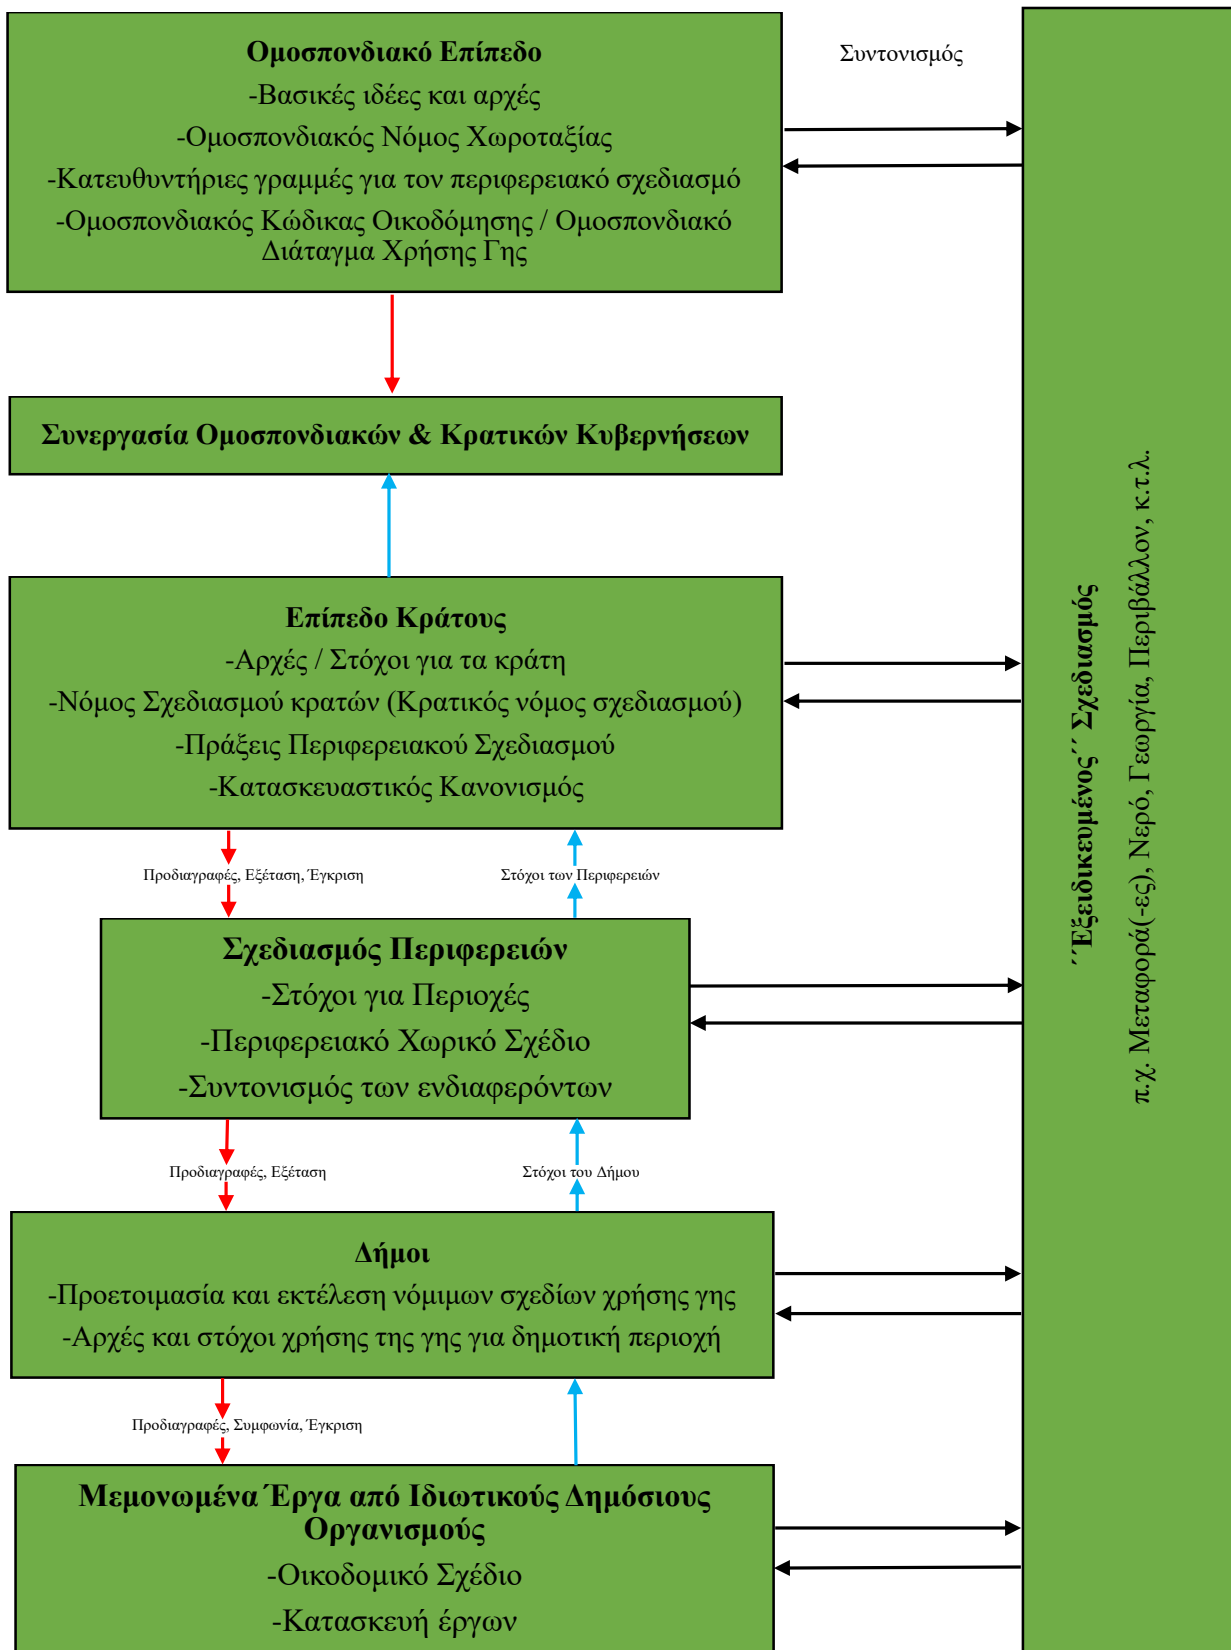 Ομοσπονδιακό Επίπεδο
-Βασικές ιδέες και αρχές
-Ομοσπονδιακός Νόμος Χωροταξίας
-Κατευθυντήριες γραμμές για τον περιφερειακό σχεδιασμό
-Ομοσπονδιακός Κώδικας Οικοδόμησης / Ομοσπονδιακό
Διάταγμα Χρήσης Γης
Συντονισμός
Συνεργασία Ομοσπονδιακών & Κρατικών Κυβερνήσεων
Επίπεδο Κράτους
-Αρχές / Στόχοι για τα κράτη
-Νόμος Σχεδιασμού κρατών (Κρατικός νόμος σχεδιασμού)
-Πράξεις Περιφερειακού Σχεδιασμού
-Κατασκευαστικός Κανονισμός
Προδιαγραφές, Εξέταση, Έγκριση
Στόχοι των Περιφερειών
Σχεδιασμός Περιφερειών
-Στόχοι για Περιοχές
-Περιφερειακό Χωρικό Σχέδιο
-Συντονισμός των ενδιαφερόντων
Προδιαγραφές, Εξέταση
Στόχοι του Δήμου
Δήμοι
-Προετοιμασία και εκτέλεση νόμιμων σχεδίων χρήσης γης
-Αρχές και στόχοι χρήσης της γης για δημοτική περιοχή
Προδιαγραφές, Συμφωνία, Έγκριση
Μεμονωμένα Έργα από Ιδιωτικούς Δημόσιους
Οργανισμούς
-Οικοδομικό Σχέδιο
-Κατασκευή έργων
΄΄Εξειδικευμένος΄΄ Σχεδιασμός
π.χ. Μεταφορά(-ες), Νερό, Γεωργία, Περιβάλλον, κ.τ.λ.